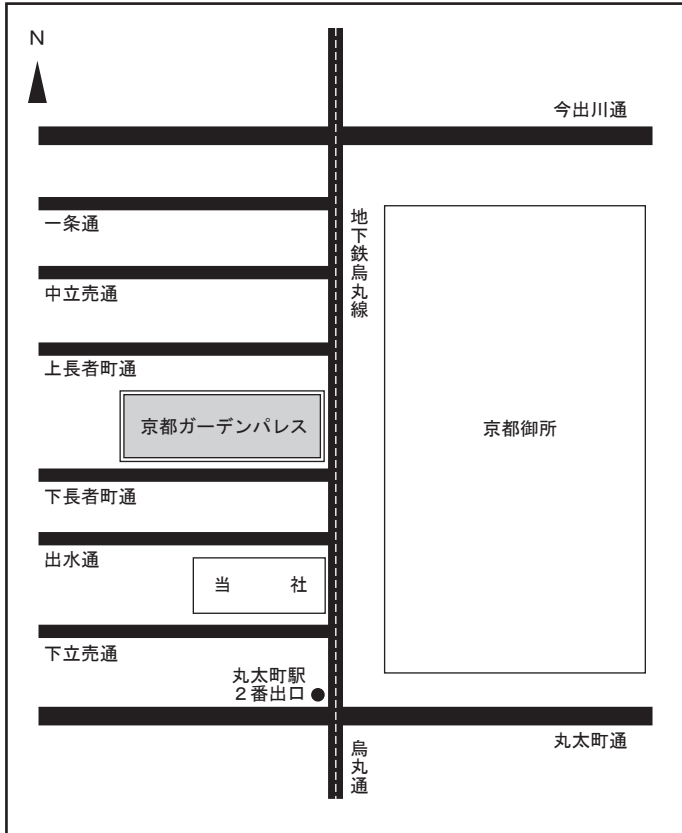 N
今出川通
一条通
地下鉄烏丸線
中立売通
上長者町通
京都ガーデンパレス
京都御所
下長者町通
出水通
当　社
下立売通
丸太町駅
２番出口
丸太町通
烏丸通